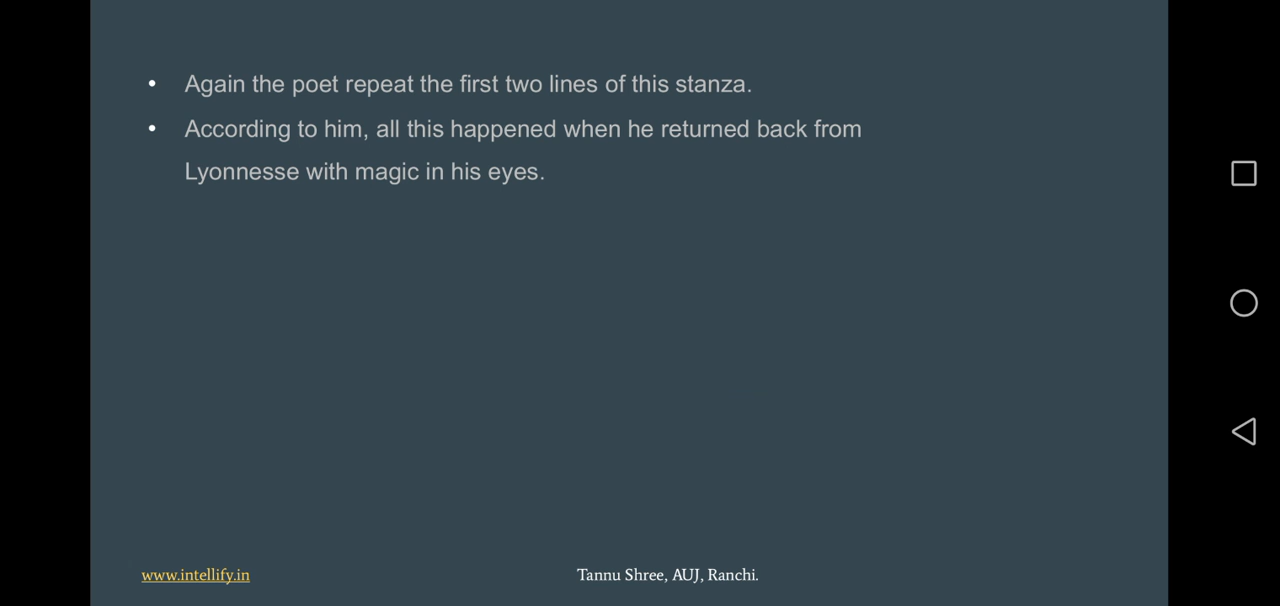 • Again the poet repeat the first two lines of this stanza.
• According to him, all this happened when he returned back from
Lyonnesse with magic in his eyes.
www.intellify.in
Tannu Shree, AUJ, Ranchi.